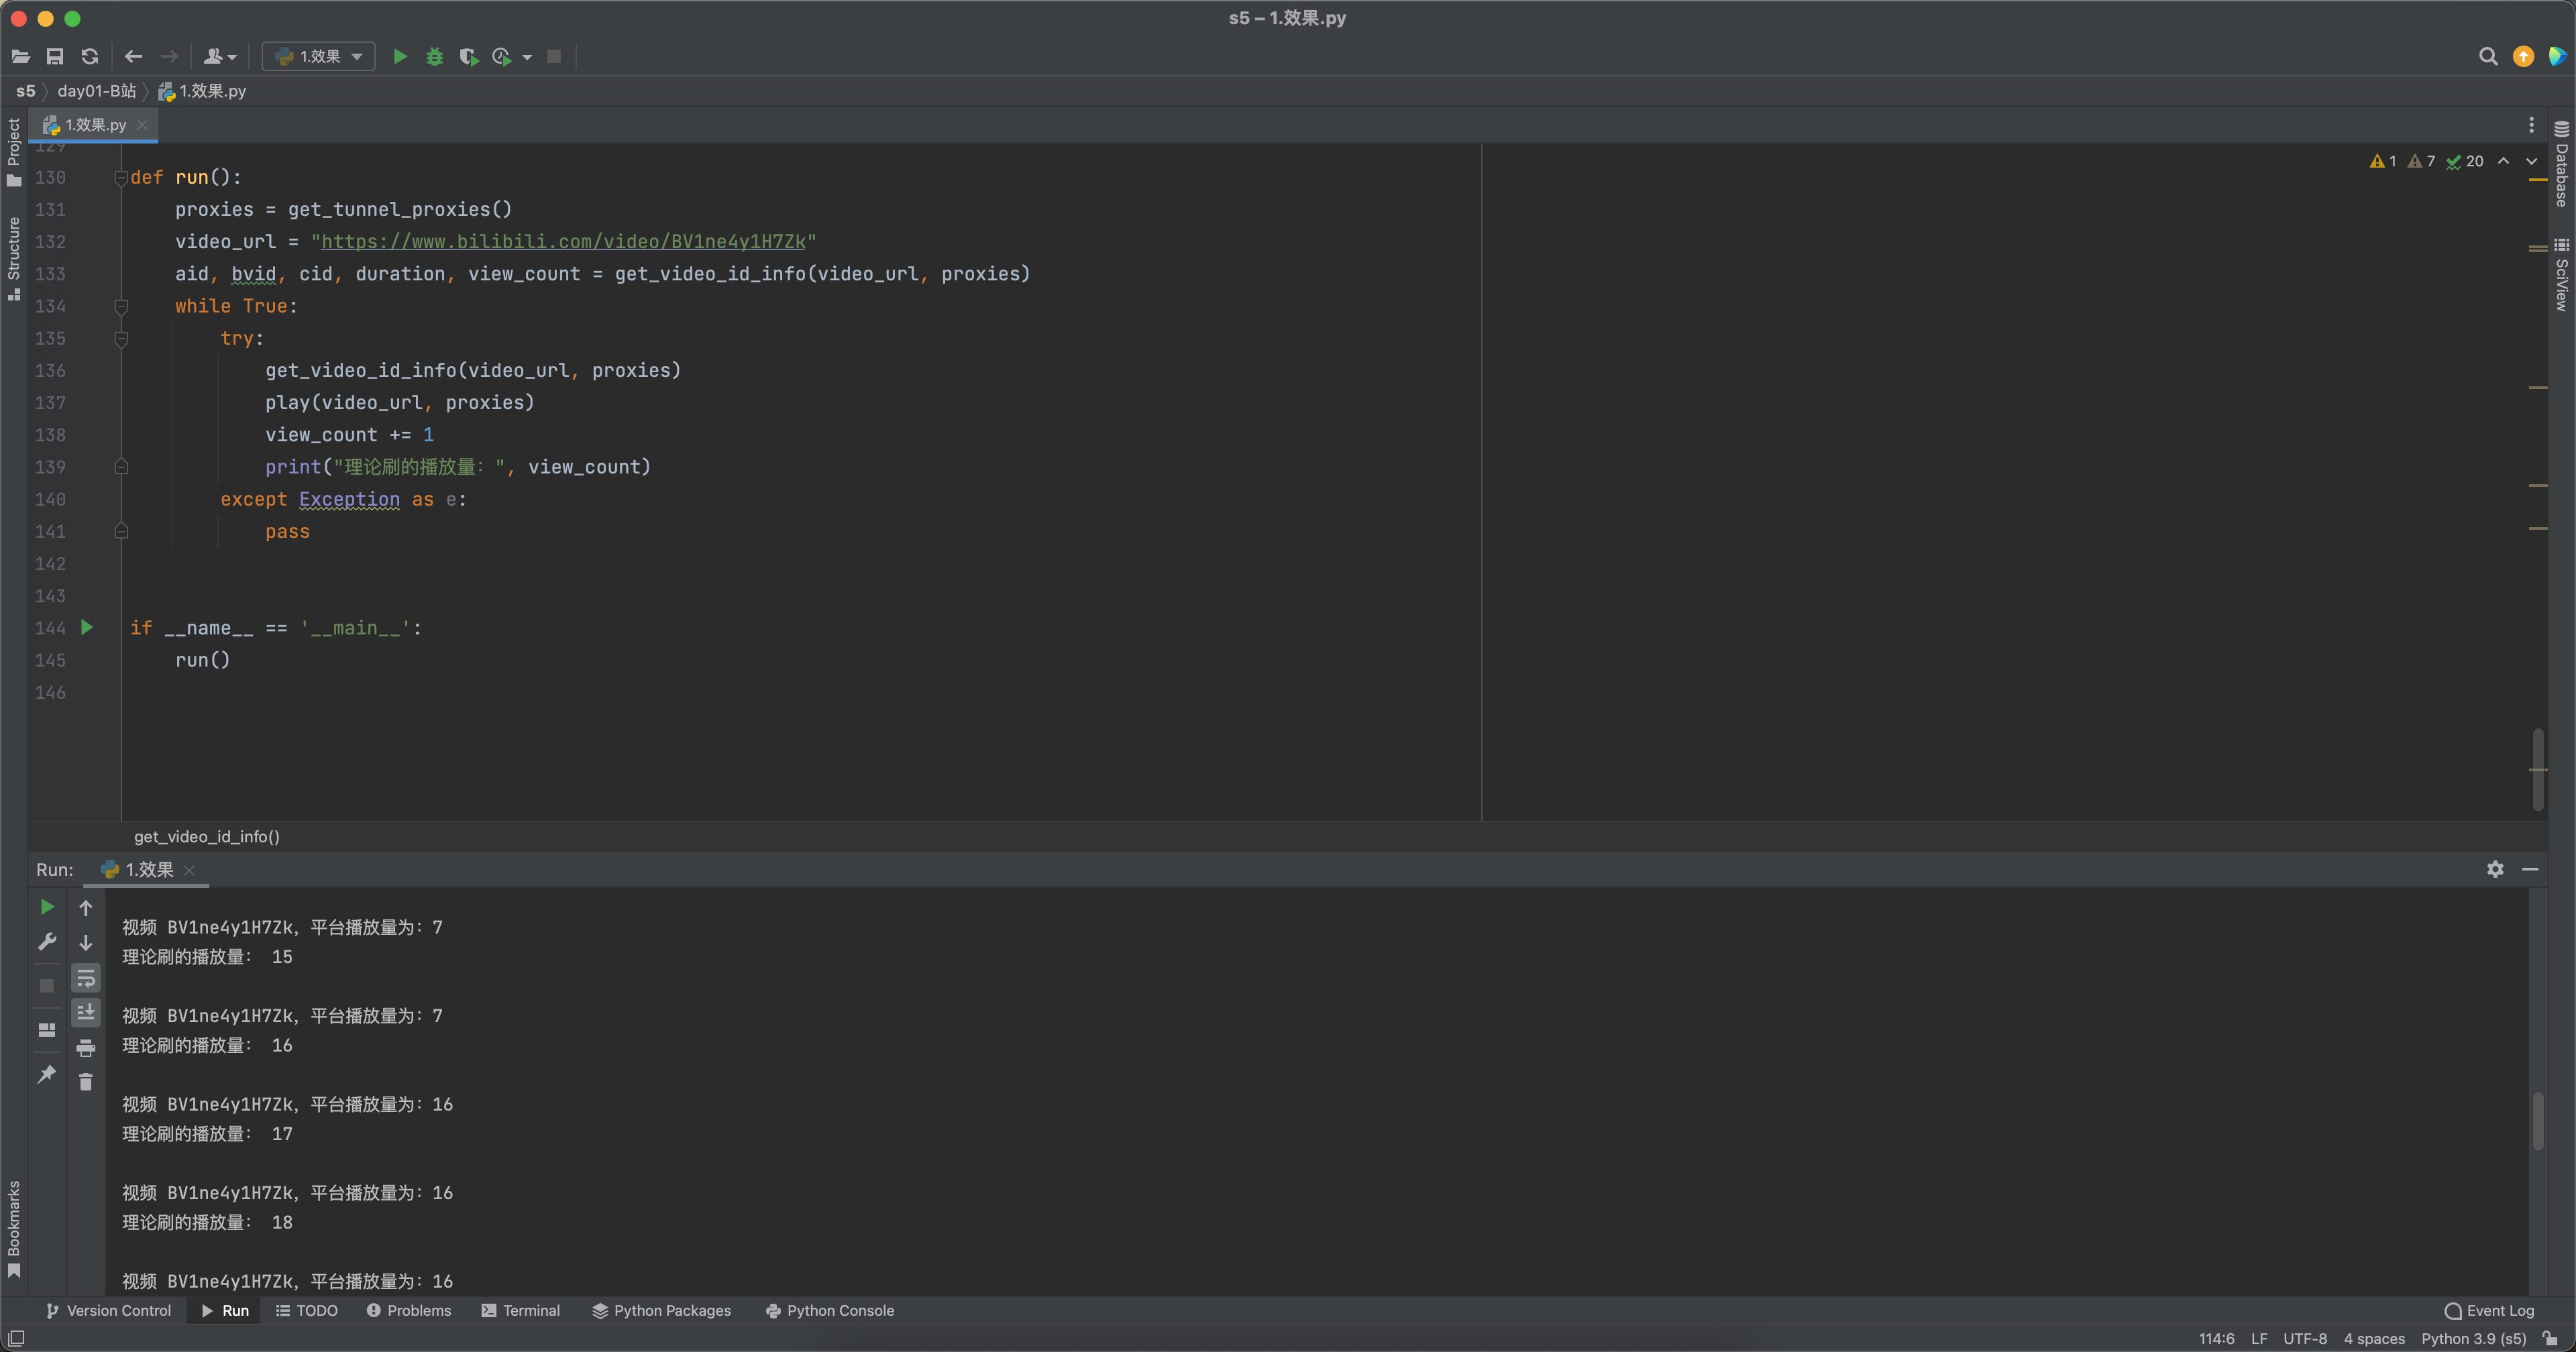 s5 – 1.效果.py
1.效果
s5 〉 day01-B站 〉 1.效果.py
Project
Structure
Bookmarks
Database
SciView
1.效果.py
1 7 20
129
130 def run():
131 proxies = get_tunnel_proxies()
132 video_url = "https://www.bilibili.com/video/BV1ne4y1H7Zk"
133 aid, bvid, cid, duration, view_count = get_video_id_info(video_url, proxies)
134 while True:
135 try:
136 get_video_id_info(video_url, proxies)
137 play(video_url, proxies)
138 view_count += 1
139 print("理论刷的播放量：", view_count)
140 except Exception as e:
141 pass
142
143
144 if __name__ == '__main__':
145 run()
146
get_video_id_info()
Run: 1.效果
视频 BV1ne4y1H7Zk，平台播放量为：7
理论刷的播放量： 15
视频 BV1ne4y1H7Zk，平台播放量为：7
理论刷的播放量： 16
视频 BV1ne4y1H7Zk，平台播放量为：16
理论刷的播放量： 17
视频 BV1ne4y1H7Zk，平台播放量为：16
理论刷的播放量： 18
视频 BV1ne4y1H7Zk，平台播放量为：16
Version Control Run TODO Problems Terminal Python Packages Python Console Event Log
114:6 LF UTF-8 4 spaces Python 3.9 (s5)